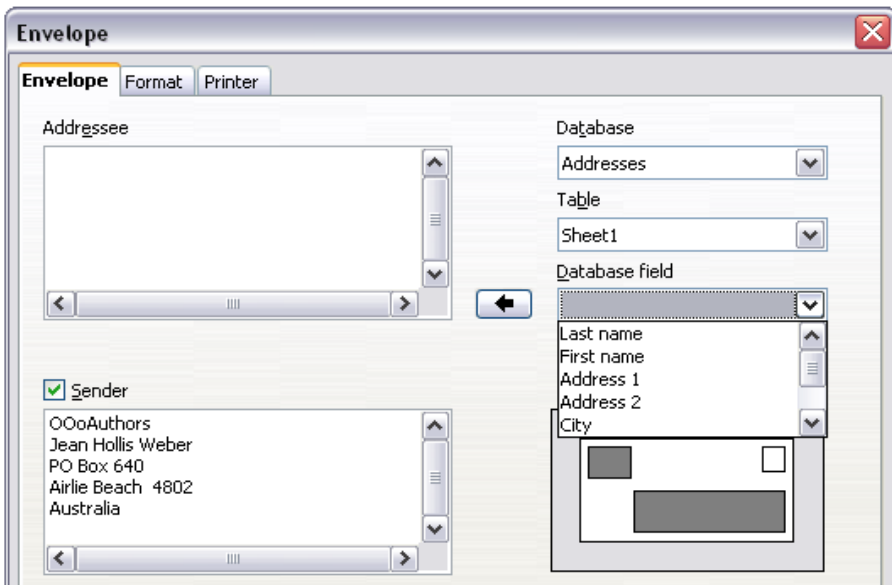 Envelope
Envelope Format Printer
Addressee
Database
Addresses
Table
Sheet1
Database field
Last name
First name
Address 1
Address 2
City
Sender
OOoAuthors
Jean Hollis Weber
PO Box 640
Airlie Beach  4802
Australia